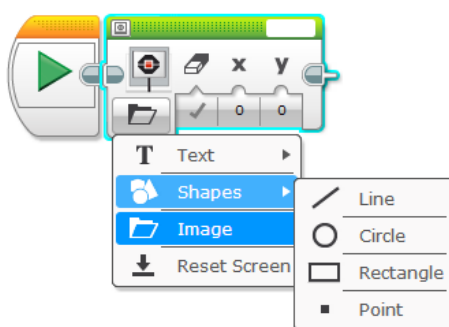 x y
0 0
T Text
Shapes
Line
Image
Circle
Reset Screen
Rectangle
Point